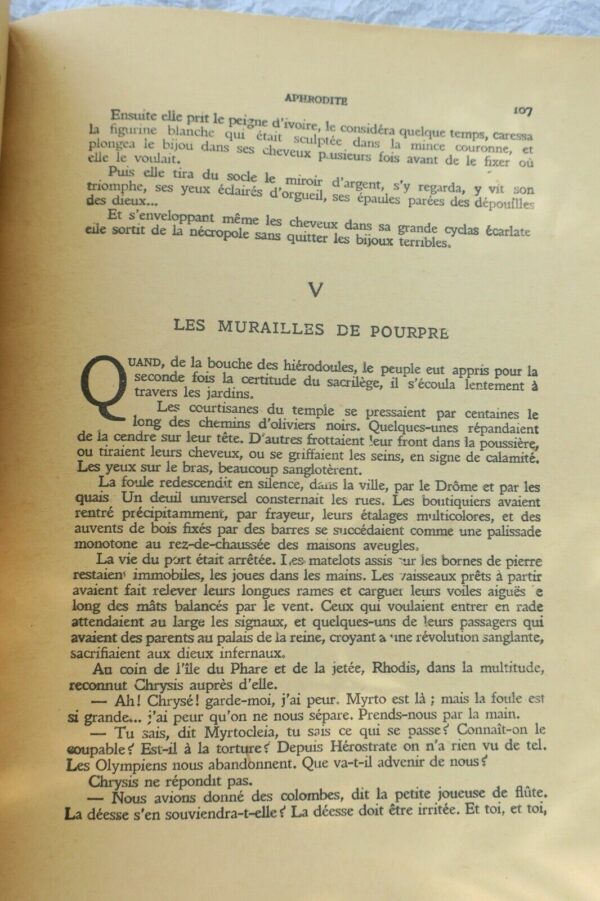 APHRODITE
107
Ensuite elle prit le peigne d'ivoire, le considéra quelque temps, caressa
la figurine blanche qui était sculptée dans la mince couronne, et
plongea le bijou dans ses cheveux plusieurs fois avant de le fixer où
elle le voulait.
Puis elle tira du socle le miroir d'argent, s'y regarda, y vit son
triomphe, ses yeux éclairés d'orgueil, ses épaules parées des dépouilles
des dieux...
Et s'enveloppant même les cheveux dans sa grande cyclas écarlate
elle sortit de la nécropole sans quitter les bijoux terribles.
V
LES MURAILLES DE POURPRE
QUAND, de la bouche des hiérodoules, le peuple eut appris pour la
seconde fois la certitude du sacrilège, il s'écoula lentement à
travers les jardins.
Les courtisanes du temple se pressaient par centaines le
long des chemins d'oliviers noirs. Quelques-unes répandaient
de la cendre sur leur tête. D'autres frottaient leur front dans la poussière,
ou tiraient leurs cheveux, ou se griffaient les seins, en signe de calamité.
Les yeux sur le bras, beaucoup sanglotèrent.
La foule redescendit en silence, dans la ville, par le Drôme et par les
quais. Un deuil universel consternait les rues. Les boutiquiers avaient
rentré précipitamment, par frayeur, leurs étalages multicolores, et des
auvents de bois fixés par des barres se succédaient comme une palissade
monotone au rez-de-chaussée des maisons aveugles.
La vie du port était arrêtée. Les matelots assis sur les bornes de pierre
restaient immobiles, les joues dans les mains. Les vaisseaux prêts à partir
avaient fait relever leurs longues rames et carguer leurs voiles aiguës le
long des mâts balancés par le vent. Ceux qui voulaient entrer en rade
attendaient au large les signaux, et quelques-uns de leurs passagers qui
avaient des parents au palais de la reine, croyant à une révolution sanglante,
sacrifiaient aux dieux infernaux.
Au coin de l'île du Phare et de la jetée, Rhodis, dans la multitude,
reconnut Chrysis auprès d'elle.
— Ah! Chrysé! garde-moi, j'ai peur. Myrto est là ; mais la foule est
si grande... j'ai peur qu'on ne nous sépare. Prends-nous par la main.
— Tu sais, dit Myrtocleia, tu sais ce qui se passe? Connaît-on le
coupable? Est-il à la torture? Depuis Hérostrate on n'a rien vu de tel.
Les Olympiens nous abandonnent. Que va-t-il advenir de nous?
Chrysis ne répondit pas.
— Nous avions donné des colombes, dit la petite joueuse de flûte.
La déesse s'en souviendra-t-elle? La déesse doit être irritée. Et toi, et toi,